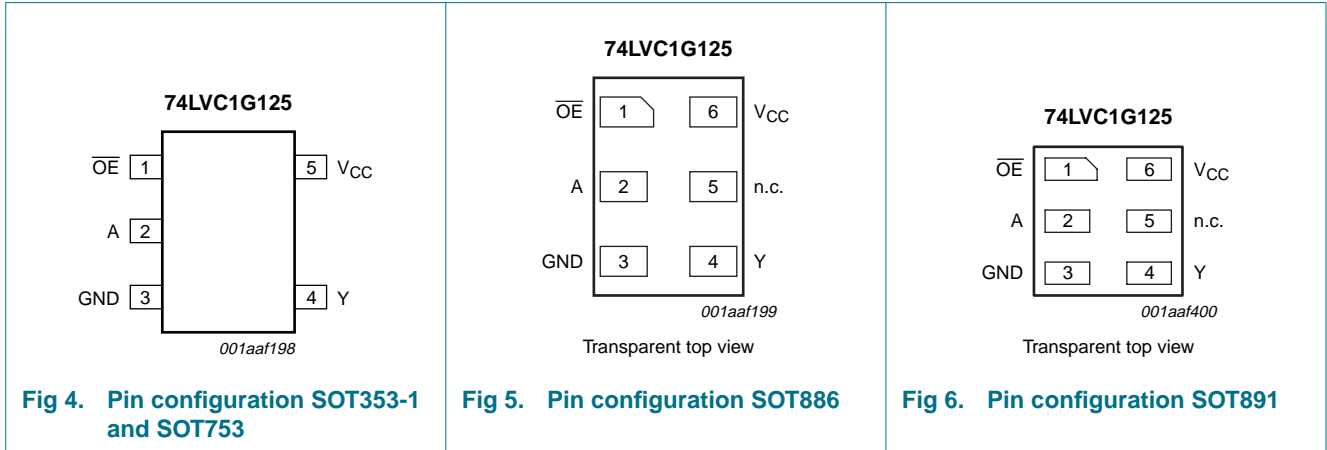 74LVC1G125
OE 1 5 VCC
A 2
GND 3 4 Y
001aaf198
Fig 4. Pin configuration SOT353-1
and SOT753
74LVC1G125
OE 1 6 VCC
A 2 5 n.c.
GND 3 4 Y
001aaf199
Transparent top view
Fig 5. Pin configuration SOT886
74LVC1G125
OE 1 6 VCC
A 2 5 n.c.
GND 3 4 Y
001aaf400
Transparent top view
Fig 6. Pin configuration SOT891